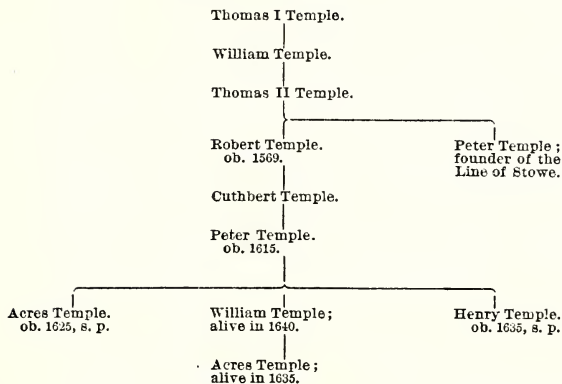 Thomas I Temple.
William Temple.
Thomas II Temple.
Robert Temple.
ob. 1569.
Peter Temple ;
founder of the
Line of Stowe.
Cuthbert Temple.
Peter Temple.
ob. 1615.
Acres Temple.
ob. 1625, s. p.
William Temple;
alive in 1640.
Henry Temple.
ob. 1635, s. p.
Acres Temple ;
alive in 1635.